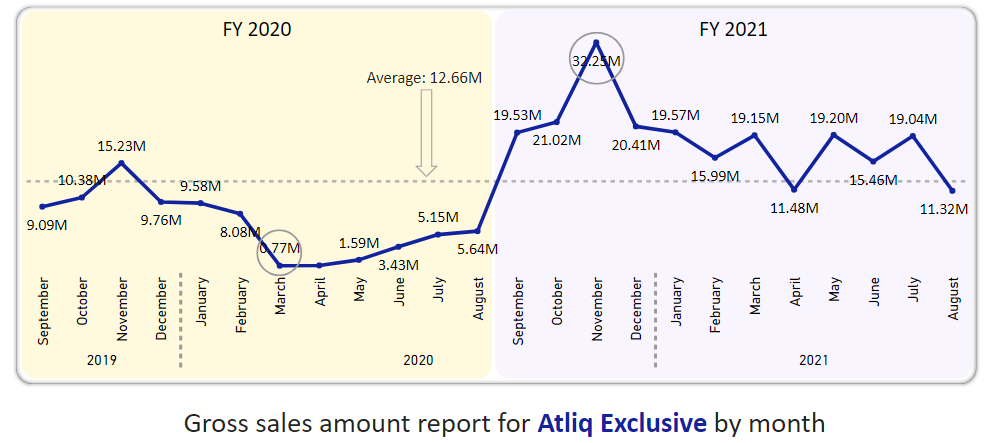 FY 2020
FY 2021
Average: 12.66M
9.09M
10.38M
15.23M
9.76M
9.58M
8.08M
0.77M
1.59M
3.43M
5.15M
5.64M
19.53M
21.02M
32.25M
20.41M
19.57M
15.99M
19.15M
11.48M
19.20M
15.46M
19.04M
11.32M
September
October
November
December
January
February
March
April
May
June
July
August
September
October
November
December
January
February
March
April
May
June
July
August
2019
2020
2021
Gross sales amount report for Atliq Exclusive by month